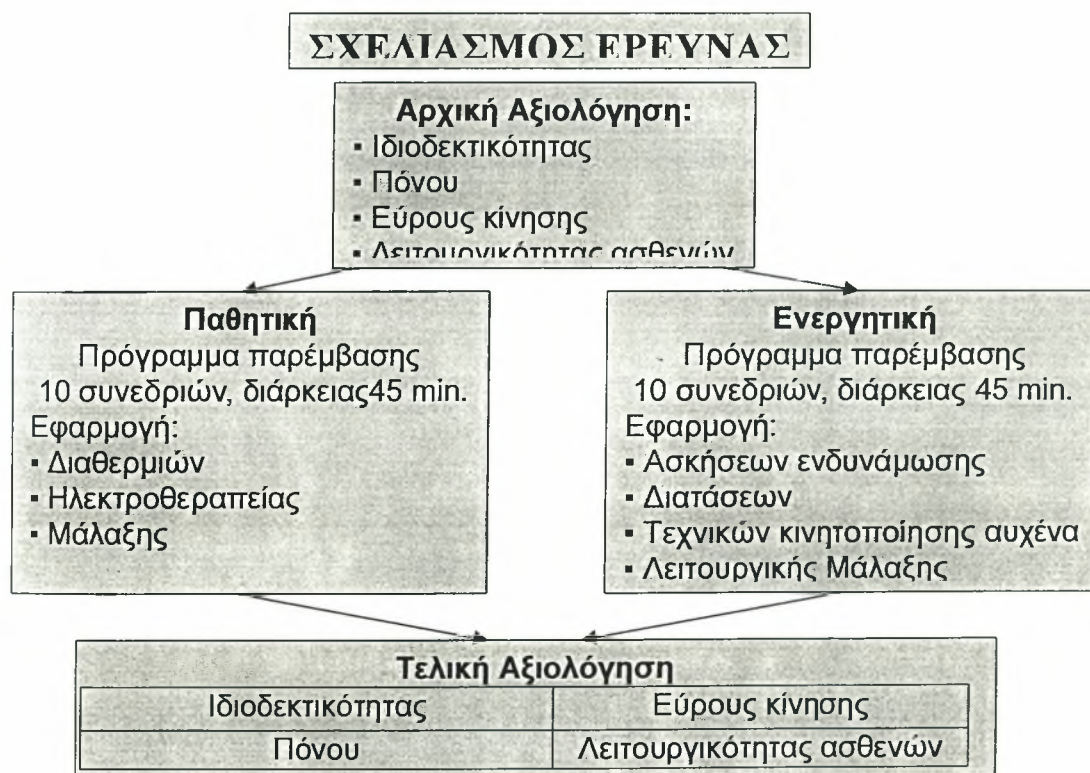 ΣΧΕΔΙΑΣΜΟΣ ΕΡΕΥΝΑΣ
Αρχική Αξιολόγηση:
▪ Ιδιοδεκτικότητας
▪ Πόνου
▪ Εύρους κίνησης
▪ Λειτουργικότητας ασθενών
Παθητική
Πρόγραμμα παρέμβασης
10 συνεδριών, διάρκειας45 min.
Εφαρμογή:
▪ Διαθερμιών
▪ Ηλεκτροθεραπείας
▪ Μάλαξης
Ενεργητική
Πρόγραμμα παρέμβασης
10 συνεδριών, διάρκειας 45 min.
Εφαρμογή:
▪ Ασκήσεων ενδυνάμωσης
▪ Διατάσεων
▪ Τεχνικών κινητοποίησης αυχένα
▪ Λειτουργικής Μάλαξης
Τελική Αξιολόγηση
Ιδιοδεκτικότητας
Εύρους κίνησης
Πόνου
Λειτουργικότητας ασθενών